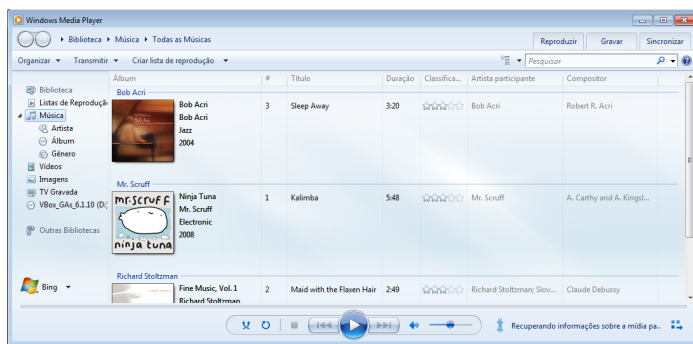 Windows Media Player
Biblioteca Música Todas as Músicas
Reproduzir Gravar Sincronizar
Organizar Transmitir Criar lista de reprodução Pesquisar
Álbum # Título Duração Classifica... Artista participante Compositor
Biblioteca
Listas de Reproduçã
Música
Artista
Álbum
Gênero
Vídeos
Imagens
TV Gravada
VBox_GAs_6.1.10 (D:)
Outras Bibliotecas
Bing
Bob Acri
Bob Acri 3 Sleep Away 3:20 Bob Acri Robert R. Acri
Bob Acri
Jazz
2004
Mr. Scruff
mr.scruff
ninja tuna
Ninja Tuna 1 Kalimba 5:48 Mr. Scruff A. Carthy and A. Kingsl...
Mr. Scruff
Electronic
2008
Richard Stoltzman
Fine Music, Vol. 1 2 Maid with the Flaxen Hair 2:49 Richard Stoltzman; Slov... Claude Debussy
Richard Stoltzman
Recuperando informações sobre a mídia pa..